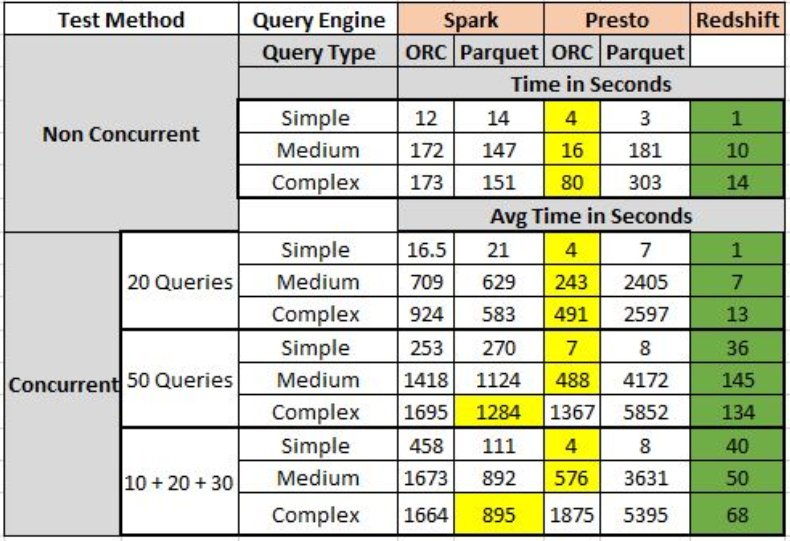 Test Method Query Engine Spark Presto Redshift
Query Type ORC Parquet ORC Parquet
Time in Seconds
Non Concurrent
Simple 12 14 4 3 1
Medium 172 147 16 181 10
Complex 173 151 80 303 14
Avg Time in Seconds
Concurrent
20 Queries
Simple 16.5 21 4 7 1
Medium 709 629 243 2405 7
Complex 924 583 491 2597 13
50 Queries
Simple 253 270 7 8 36
Medium 1418 1124 488 4172 145
Complex 1695 1284 1367 5852 134
10 + 20 + 30
Simple 458 111 4 8 40
Medium 1673 892 576 3631 50
Complex 1664 895 1875 5395 68